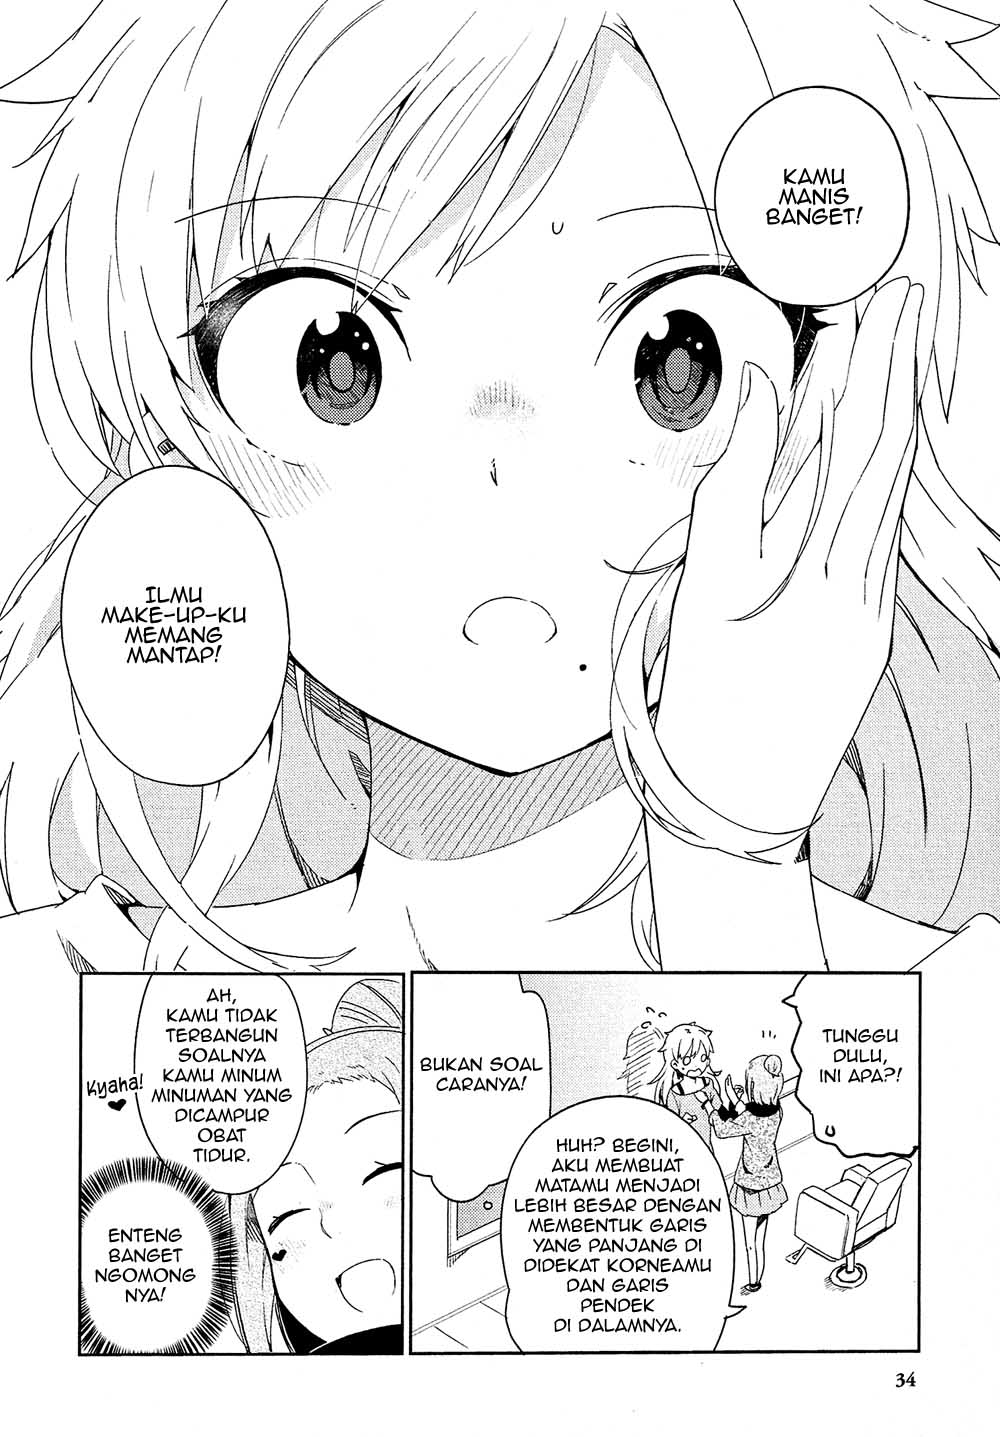 KAMU
MANIS
BANGET!
ILMU
MAKE-UP-KU
MEMANG
MANTAP!
TUNGGU
DULU,
INI APA?!
HUH? BEGINI,
AKU MEMBUAT
MATAMU MENJADI
LEBIH BESAR DENGAN
MEMBENTUK GARIS
YANG PANJANG DI
DIDEKAT KORNEAMU
DAN GARIS
PENDEK
DI DALAMNYA.
BUKAN SOAL
CARANYA!
AH,
KAMU TIDAK
TERBANGUN
SOALNYA
KAMU MINUM
MINUMAN YANG
DICAMPUR
OBAT
TIDUR.
Kyaha!
ENTENG
BANGET
NGOMONG
NYA!
34